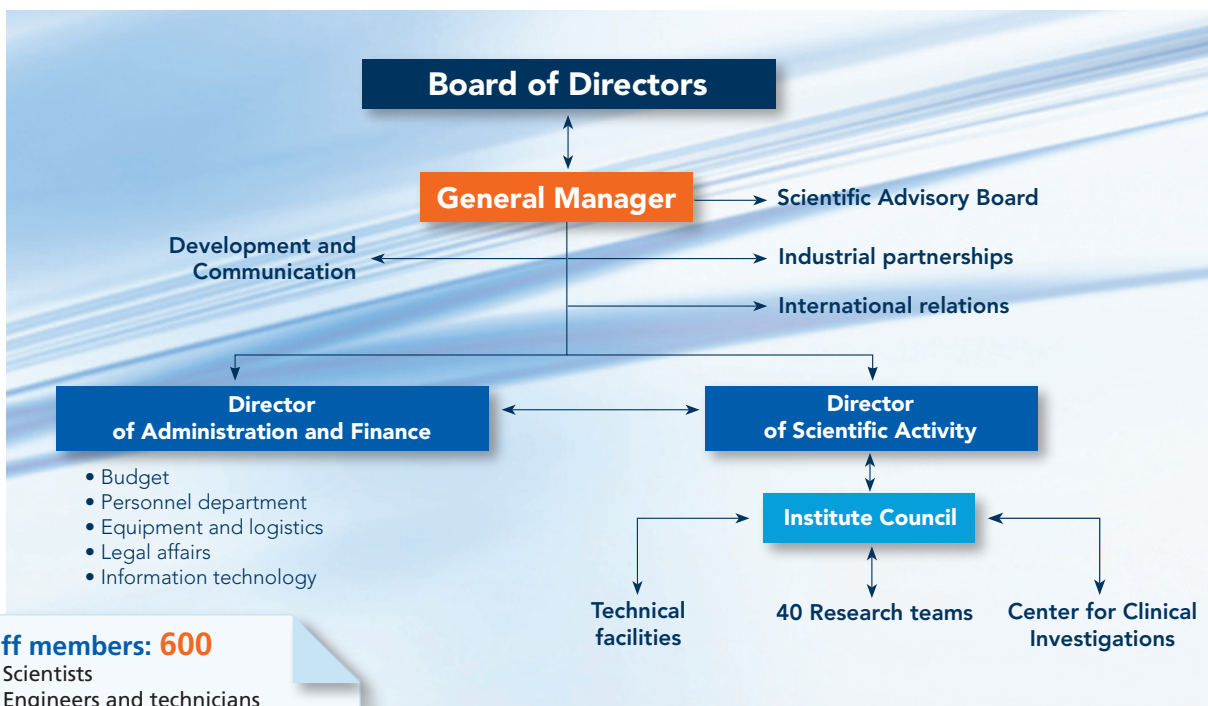 Board of Directors
General Manager
Scientific Advisory Board
Development and
Communication
Industrial partnerships
International relations
Director
of Administration and Finance
Director
of Scientific Activity
• Budget
• Personnel department
• Equipment and logistics
• Legal affairs
• Information technology
Institute Council
Technical
facilities
40 Research teams
Center for Clinical
Investigations
ff members: 600
Scientists
Engineers and technicians